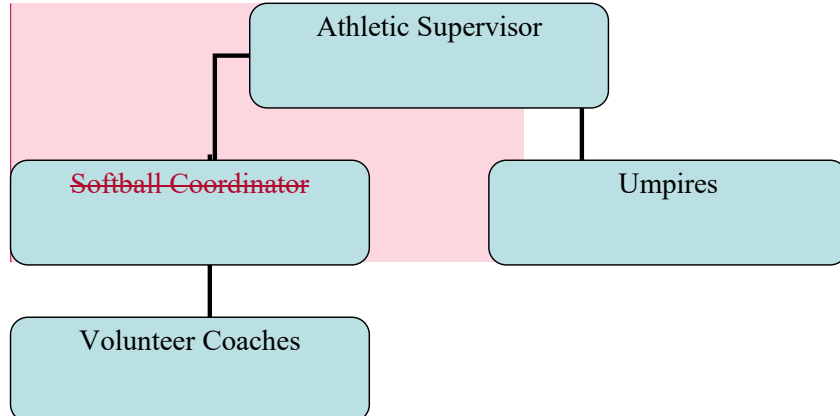 Athletic Supervisor
Softball Coordinator
Umpires
Volunteer Coaches